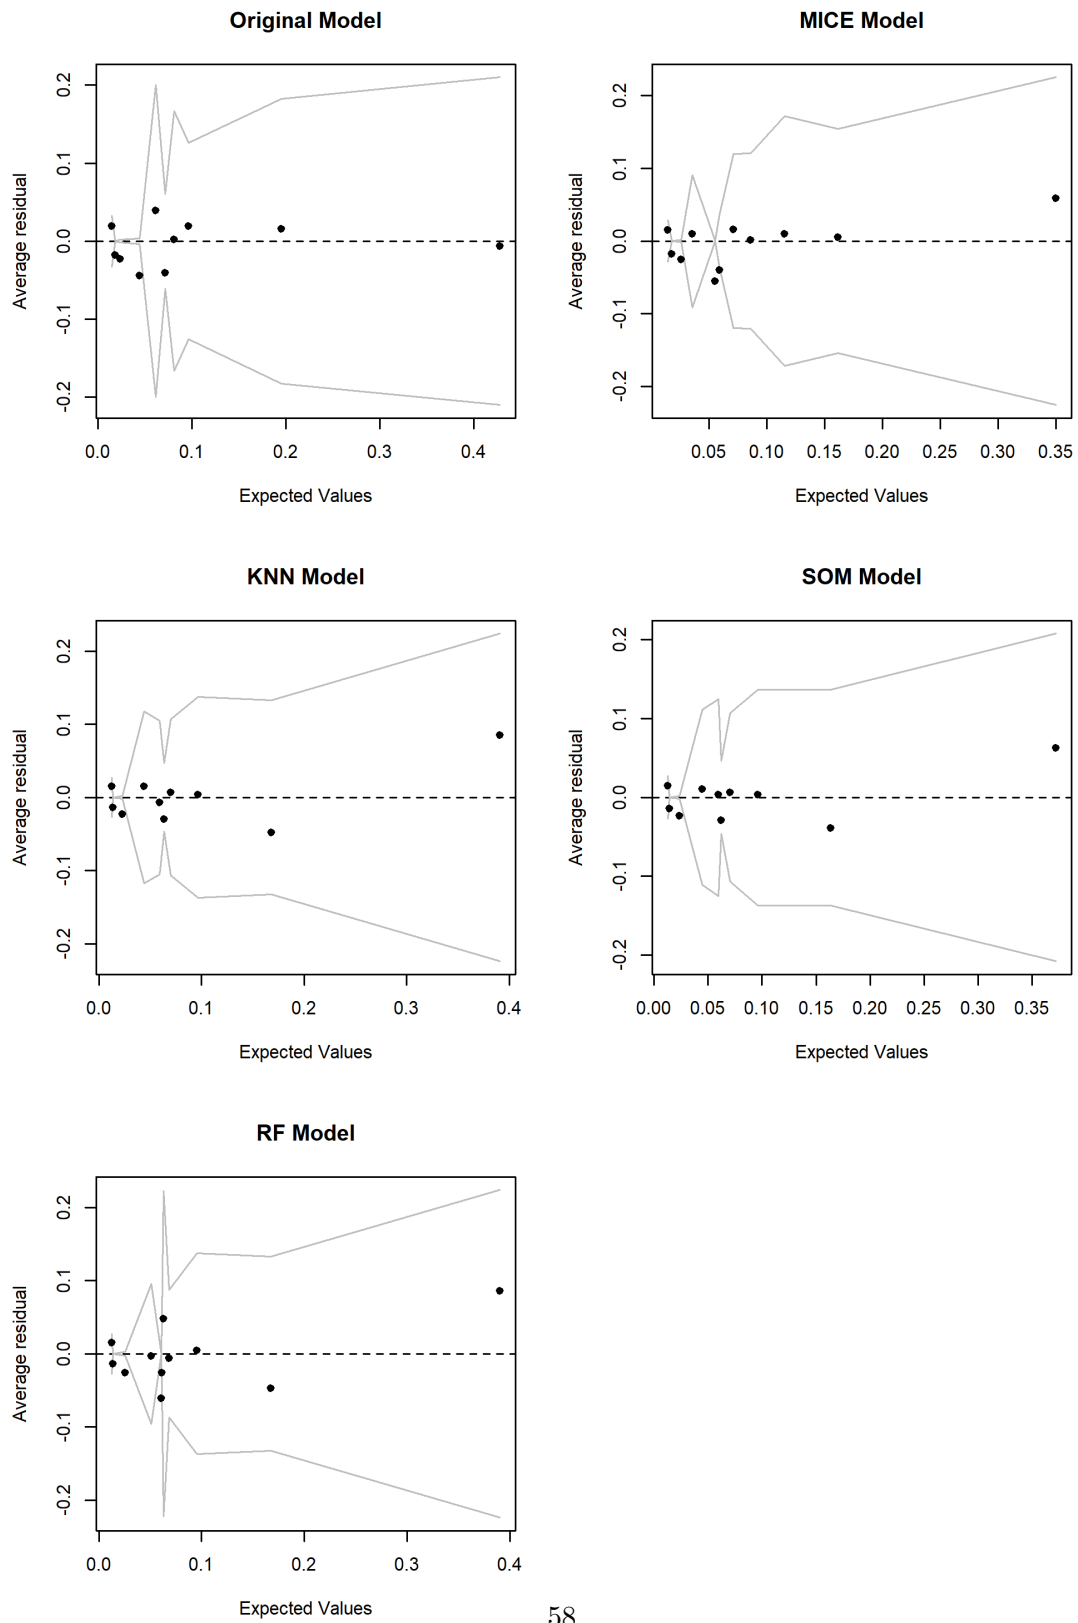 Original Model
0.2
0.1
0.0
-0.1
-0.2
Average residual
0.0 0.1 0.2 0.3 0.4
Expected Values
MICE Model
0.2
0.1
0.0
-0.1
-0.2
Average residual
0.05 0.10 0.15 0.20 0.25 0.30 0.35
Expected Values
KNN Model
0.2
0.1
0.0
-0.1
-0.2
Average residual
0.0 0.1 0.2 0.3 0.4
Expected Values
SOM Model
0.2
0.1
0.0
-0.1
-0.2
Average residual
0.00 0.05 0.10 0.15 0.20 0.25 0.30 0.35
Expected Values
RF Model
0.2
0.1
0.0
-0.1
-0.2
Average residual
0.0 0.1 0.2 0.3 0.4
Expected Values
58